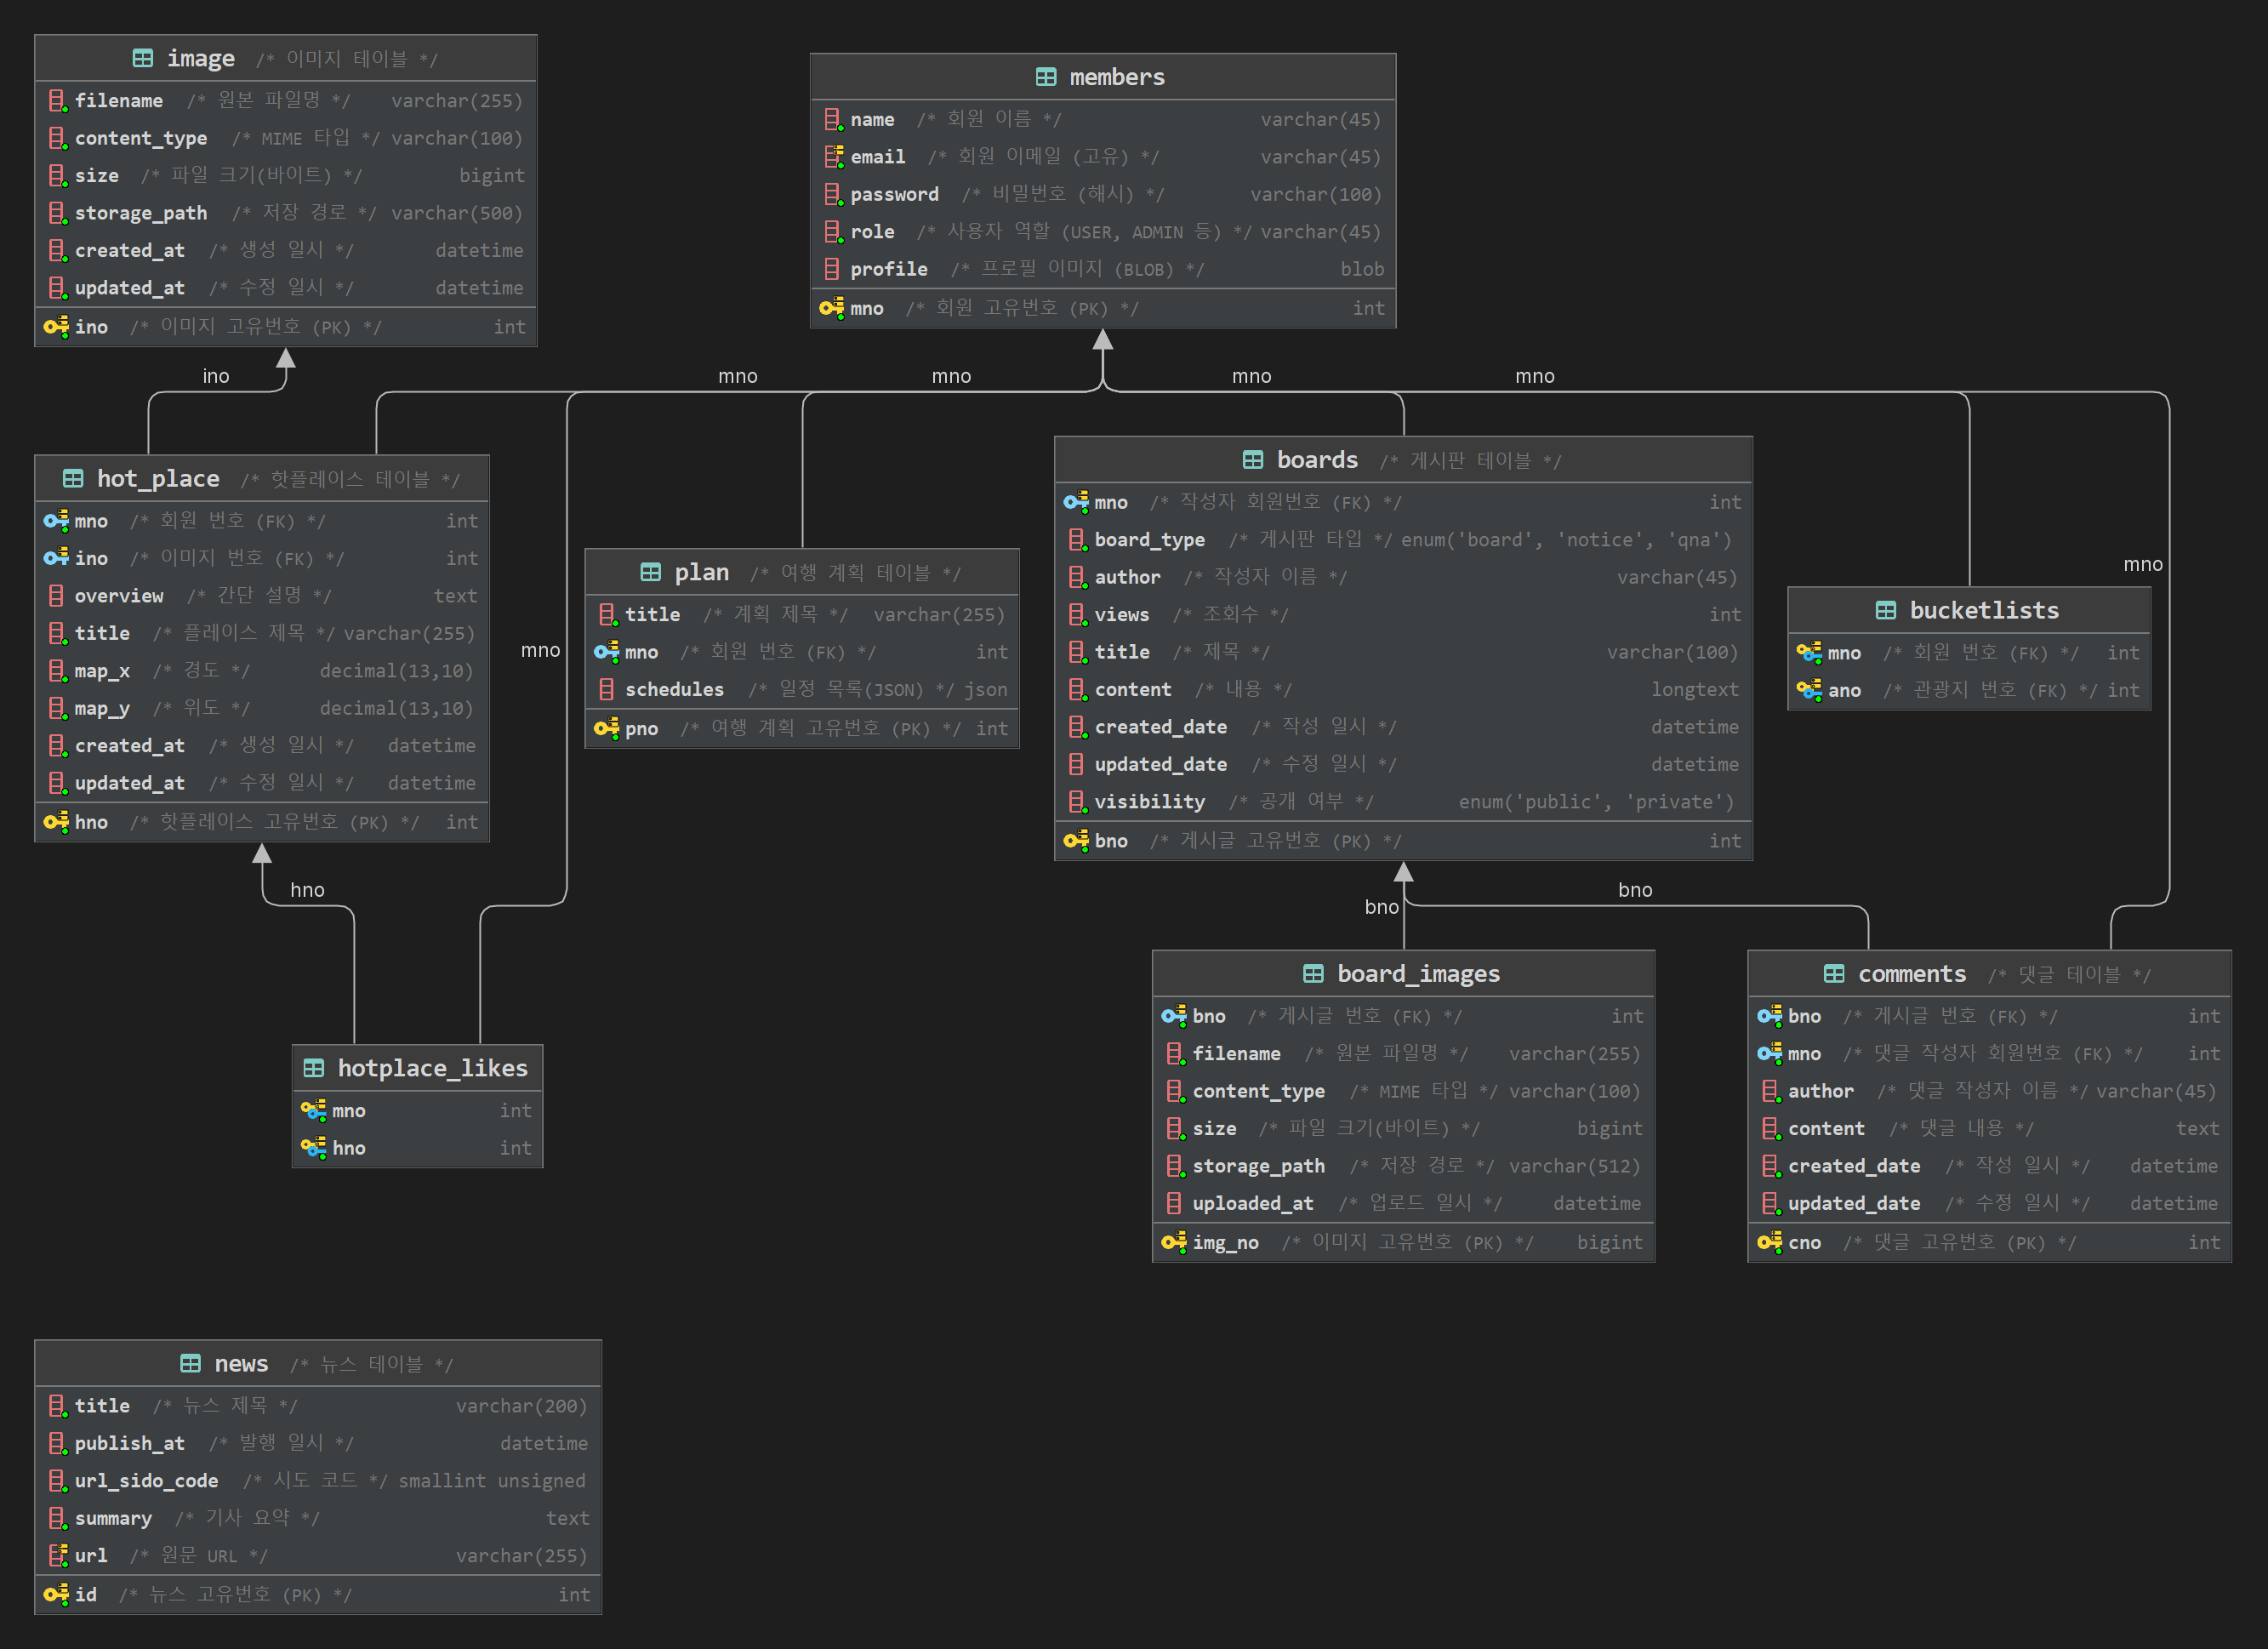 image /* 이미지 테이블 */
filename /* 원본 파일명 */ varchar(255)
content_type /* MIME 타입 */ varchar(100)
size /* 파일 크기(바이트) */ bigint
storage_path /* 저장 경로 */ varchar(500)
created_at /* 생성 일시 */ datetime
updated_at /* 수정 일시 */ datetime
ino /* 이미지 고유번호 (PK) */ int
members
name /* 회원 이름 */ varchar(45)
email /* 회원 이메일 (고유) */ varchar(45)
password /* 비밀번호 (해시) */ varchar(100)
role /* 사용자 역할 (USER, ADMIN 등) */ varchar(45)
profile /* 프로필 이미지 (BLOB) */ blob
mno /* 회원 고유번호 (PK) */ int
ino
mno
mno
mno
mno
hot_place /* 핫플레이스 테이블 */
mno /* 회원 번호 (FK) */ int
ino /* 이미지 번호 (FK) */ int
overview /* 간단 설명 */ text
title /* 플레이스 제목 */ varchar(255)
map_x /* 경도 */ decimal(13,10)
map_y /* 위도 */ decimal(13,10)
created_at /* 생성 일시 */ datetime
updated_at /* 수정 일시 */ datetime
hno /* 핫플레이스 고유번호 (PK) */ int
mno
plan /* 여행 계획 테이블 */
title /* 계획 제목 */ varchar(255)
mno /* 회원 번호 (FK) */ int
schedules /* 일정 목록(JSON) */ json
pno /* 여행 계획 고유번호 (PK) */ int
boards /* 게시판 테이블 */
mno /* 작성자 회원번호 (FK) */ int
board_type /* 게시판 타입 */ enum('board', 'notice', 'qna')
author /* 작성자 이름 */ varchar(45)
views /* 조회수 */ int
title /* 제목 */ varchar(100)
content /* 내용 */ longtext
created_date /* 작성 일시 */ datetime
updated_date /* 수정 일시 */ datetime
visibility /* 공개 여부 */ enum('public', 'private')
bno /* 게시글 고유번호 (PK) */ int
mno
bucketlists
mno /* 회원 번호 (FK) */ int
ano /* 관광지 번호 (FK) */ int
hno
bno
bno
hotplace_likes
mno int
hno int
board_images
bno /* 게시글 번호 (FK) */ int
filename /* 원본 파일명 */ varchar(255)
content_type /* MIME 타입 */ varchar(100)
size /* 파일 크기(바이트) */ bigint
storage_path /* 저장 경로 */ varchar(512)
uploaded_at /* 업로드 일시 */ datetime
img_no /* 이미지 고유번호 (PK) */ bigint
comments /* 댓글 테이블 */
bno /* 게시글 번호 (FK) */ int
mno /* 댓글 작성자 회원번호 (FK) */ int
author /* 댓글 작성자 이름 */ varchar(45)
content /* 댓글 내용 */ text
created_date /* 작성 일시 */ datetime
updated_date /* 수정 일시 */ datetime
cno /* 댓글 고유번호 (PK) */ int
news /* 뉴스 테이블 */
title /* 뉴스 제목 */ varchar(200)
publish_at /* 발행 일시 */ datetime
url_sido_code /* 시도 코드 */ smallint unsigned
summary /* 기사 요약 */ text
url /* 원문 URL */ varchar(255)
id /* 뉴스 고유번호 (PK) */ int